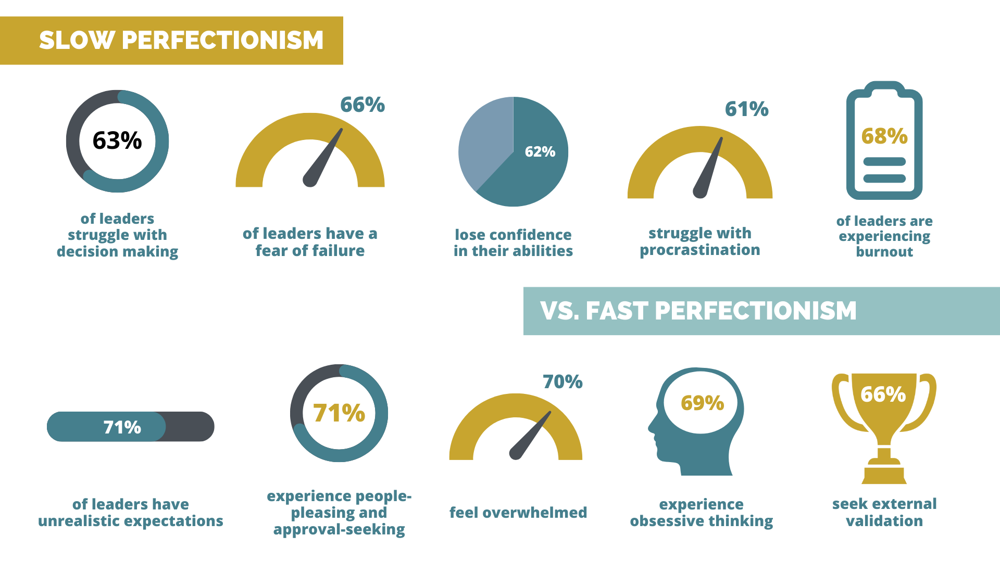 SLOW PERFECTIONISM
63%
of leaders
struggle with
decision making
66%
of leaders have a
fear of failure
62%
lose confidence
in their abilities
61%
struggle with
procrastination
68%
of leaders are
experiencing
burnout
VS. FAST PERFECTIONISM
71%
of leaders have
unrealistic expectations
71%
experience people-
pleasing and
approval-seeking
70%
feel overwhelmed
69%
experience
obsessive thinking
66%
seek external
validation